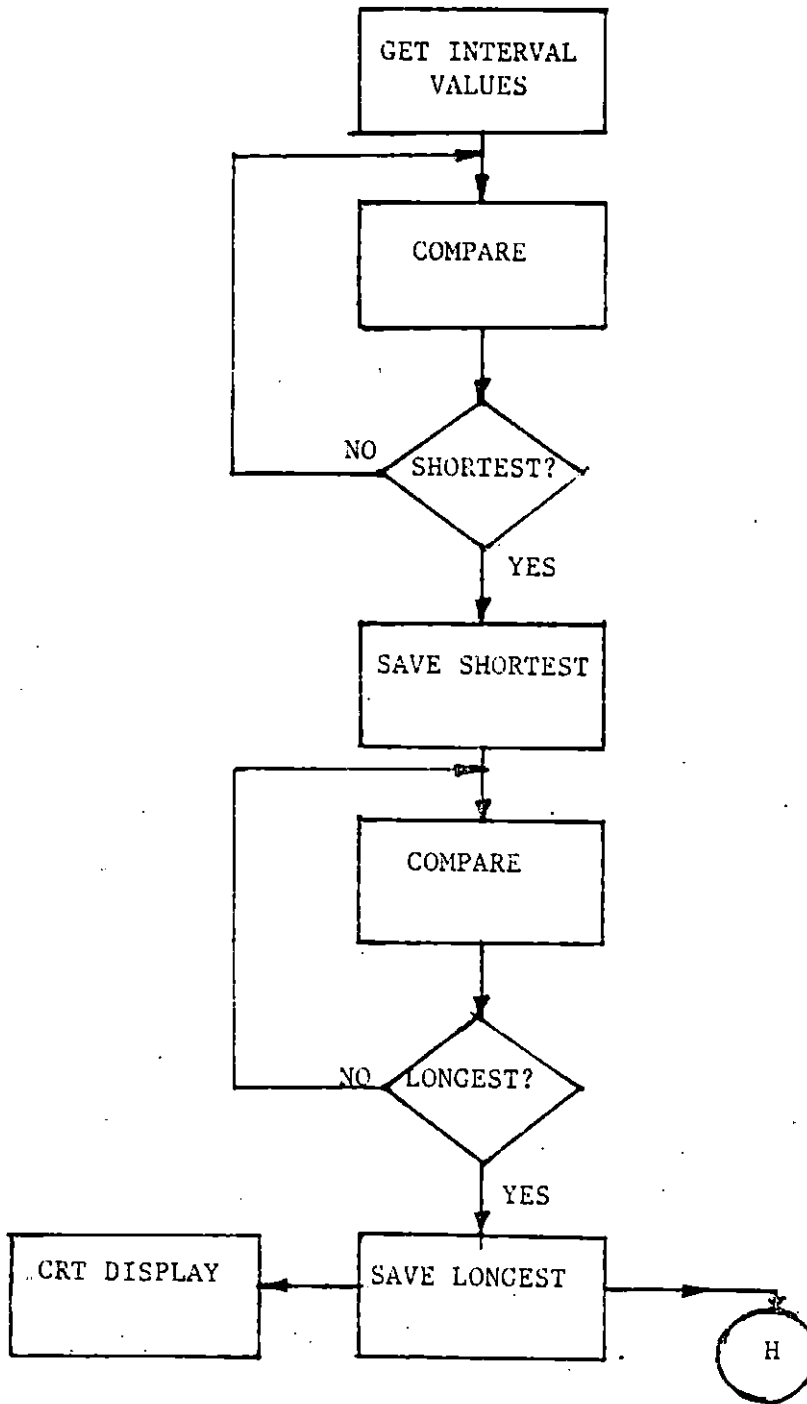 GET INTERVAL
VALUES
COMPARE
NO
SHORTEST?
YES
SAVE SHORTEST
COMPARE
NO
LONGEST?
YES
CRT DISPLAY
SAVE LONGEST
H